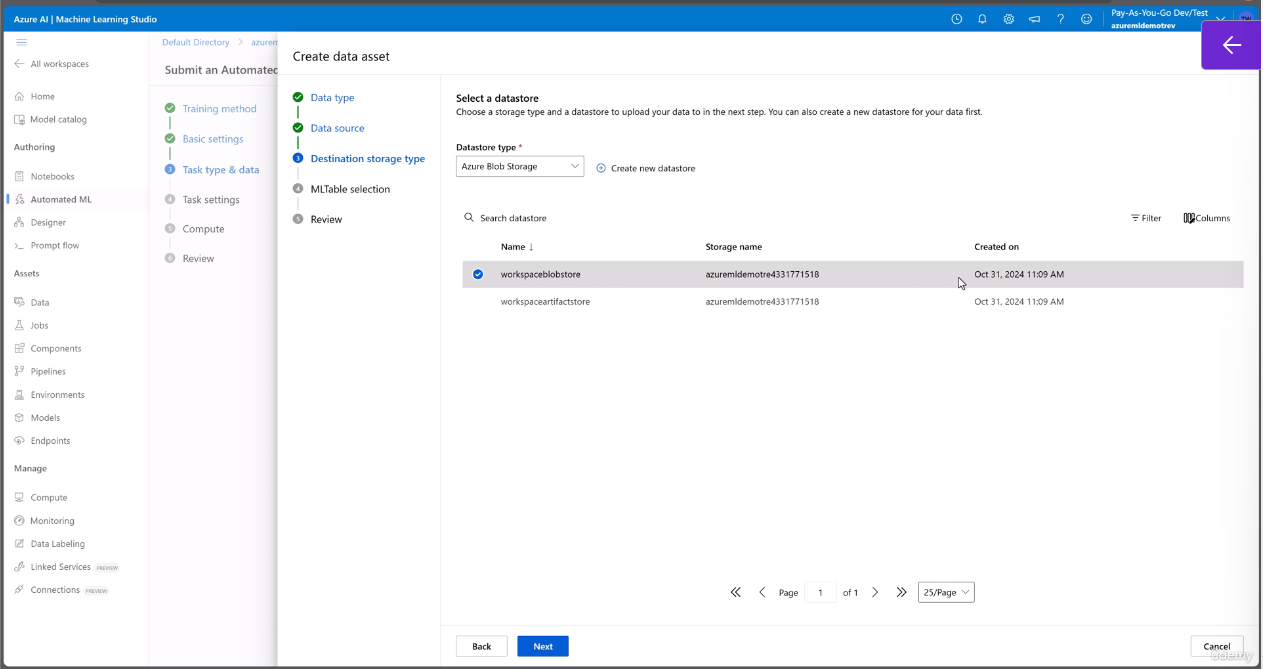 Azure AI | Machine Learning Studio
Pay-As-You-Go Dev/Test
azuremldemotrev
All workspaces
Home
Model catalog
Authoring
Notebooks
Automated ML
Designer
Prompt flow
Assets
Data
Jobs
Components
Pipelines
Environments
Models
Endpoints
Manage
Compute
Monitoring
Data Labeling
Linked Services PREVIEW
Connections PREVIEW
Default Directory > azurem
Submit an Automated
Training method
Basic settings
3 Task type & data
4 Task settings
5 Compute
6 Review
Create data asset
Data type
Data source
3 Destination storage type
4 MLTable selection
5 Review
Select a datastore
Choose a storage type and a datastore to upload your data to in the next step. You can also create a new datastore for your data first.
Datastore type *
Azure Blob Storage
Create new datastore
Search datastore
Filter
Columns
Name ↓ Storage name Created on
workspaceblobstore azuremldemotre4331771518 Oct 31, 2024 11:09 AM
workspaceartifactstore azuremldemotre4331771518 Oct 31, 2024 11:09 AM
Page 1 of 1 25/Page
Back Next Cancel
udemy